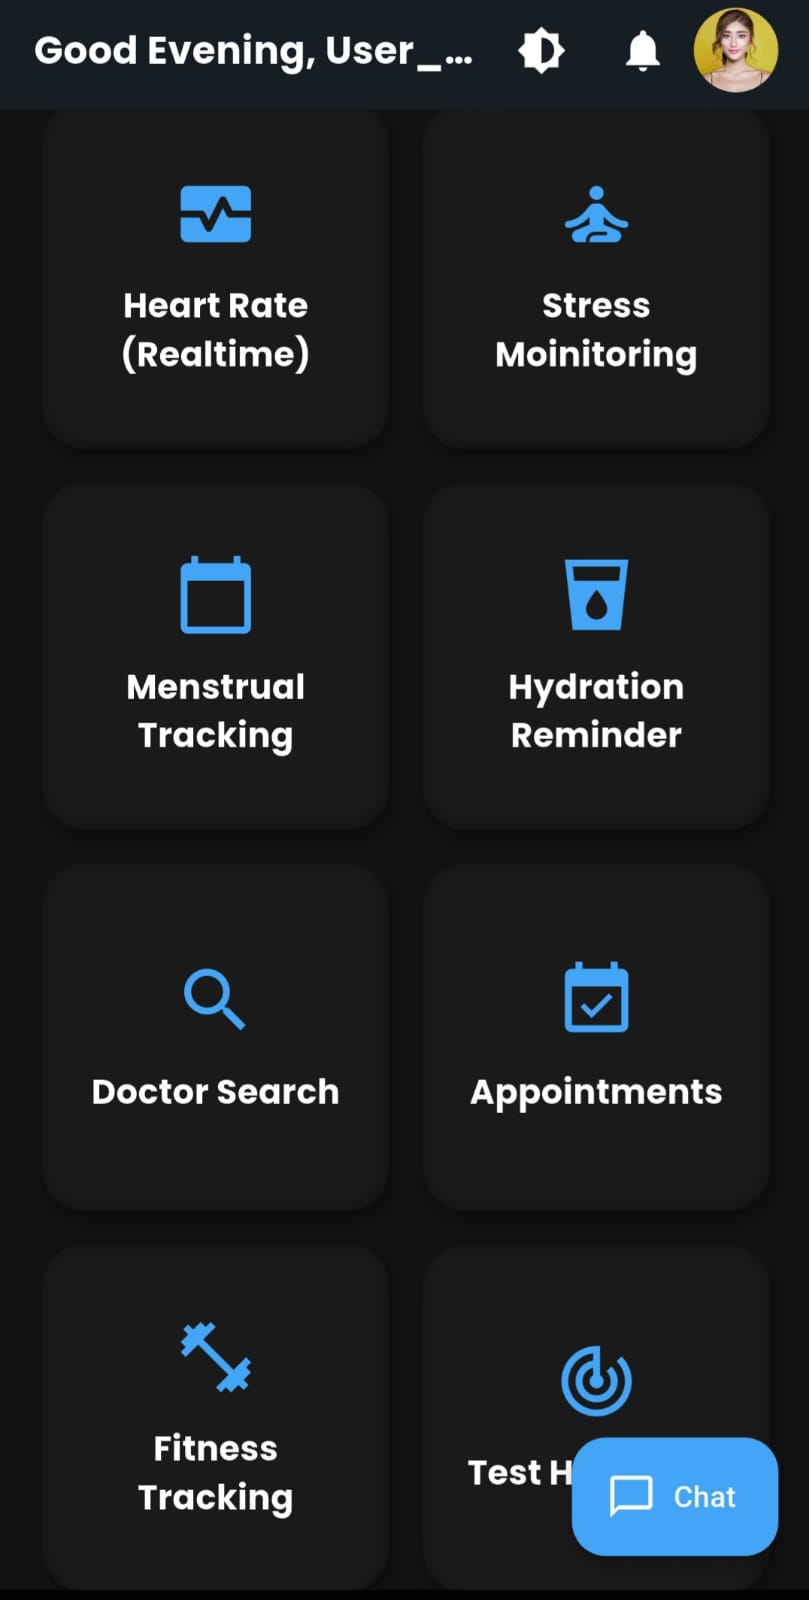 Good Evening, User_...
Heart Rate
(Realtime)
Stress
Moinitoring
Menstrual
Tracking
Hydration
Reminder
Doctor Search
Appointments
Fitness
Tracking
Test
Chat